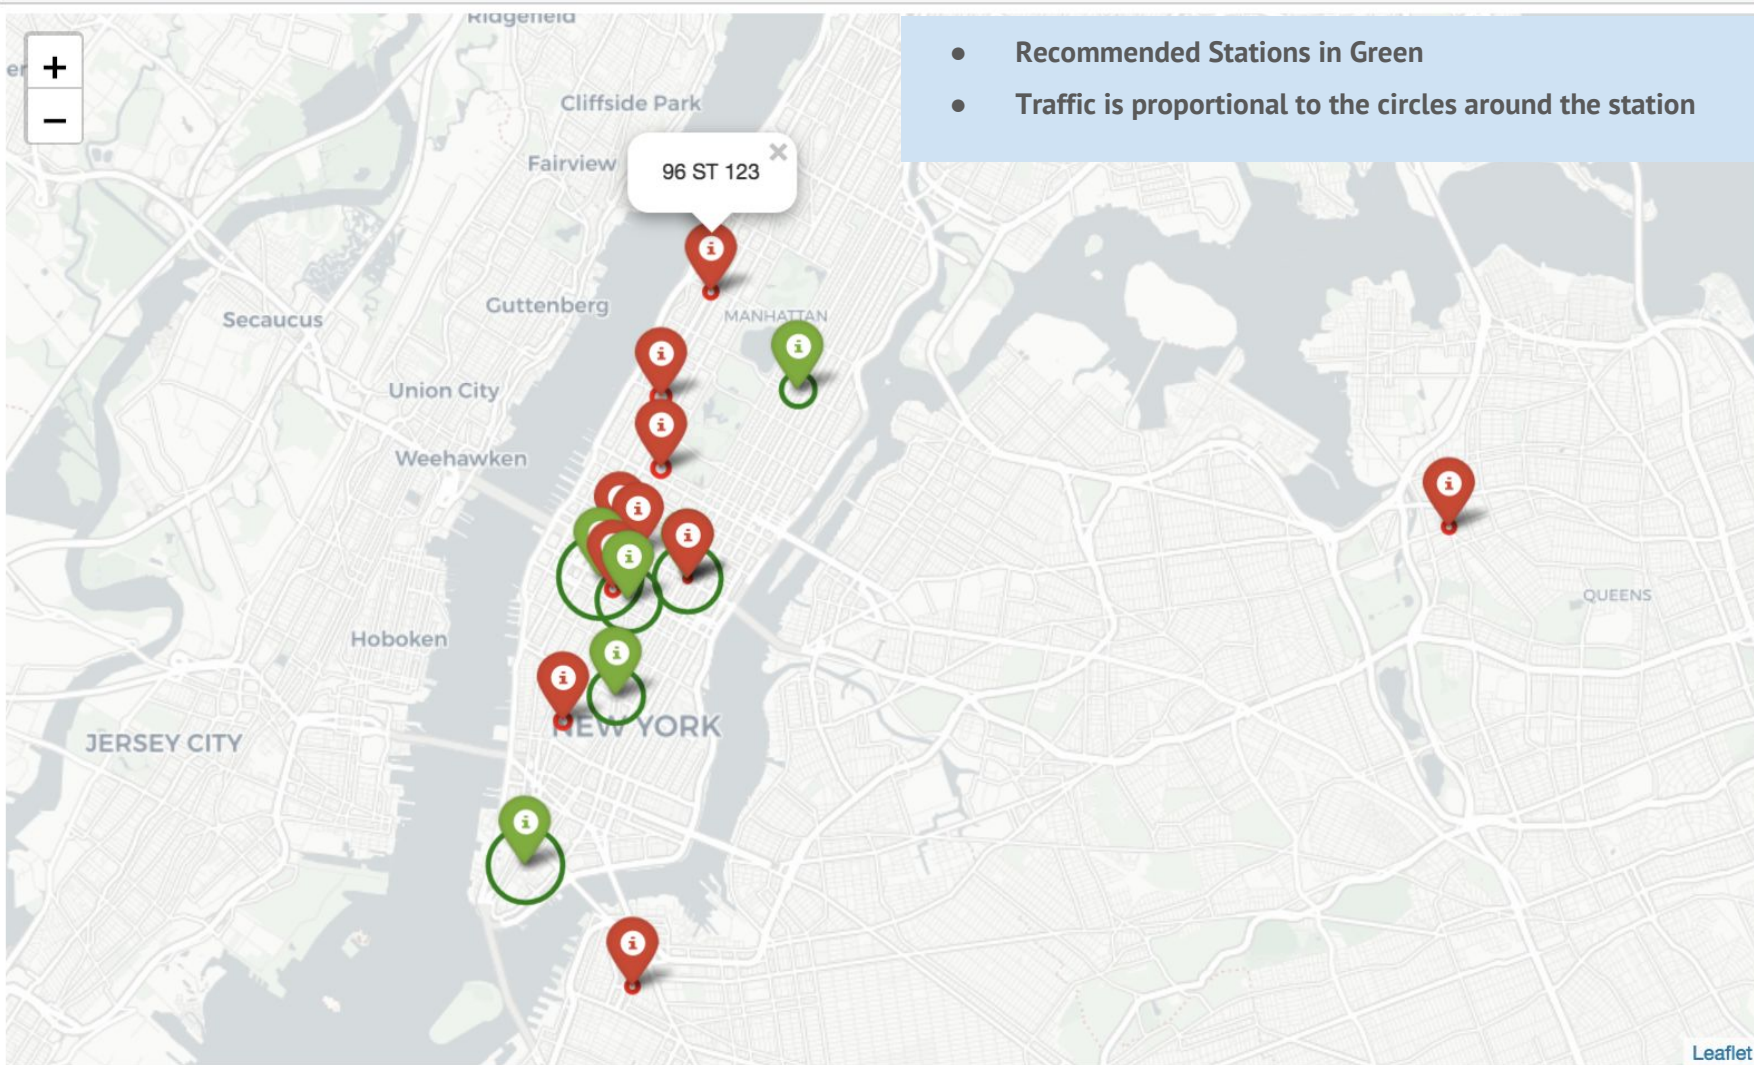 Ridgefield
+
−
● Recommended Stations in Green
● Traffic is proportional to the circles around the station
er
Cliffside Park
Fairview
96 ST 123
×
Guttenberg
MANHATTAN
Secaucus
Union City
Weehawken
QUEENS
Hoboken
NEW YORK
JERSEY CITY
Leaflet